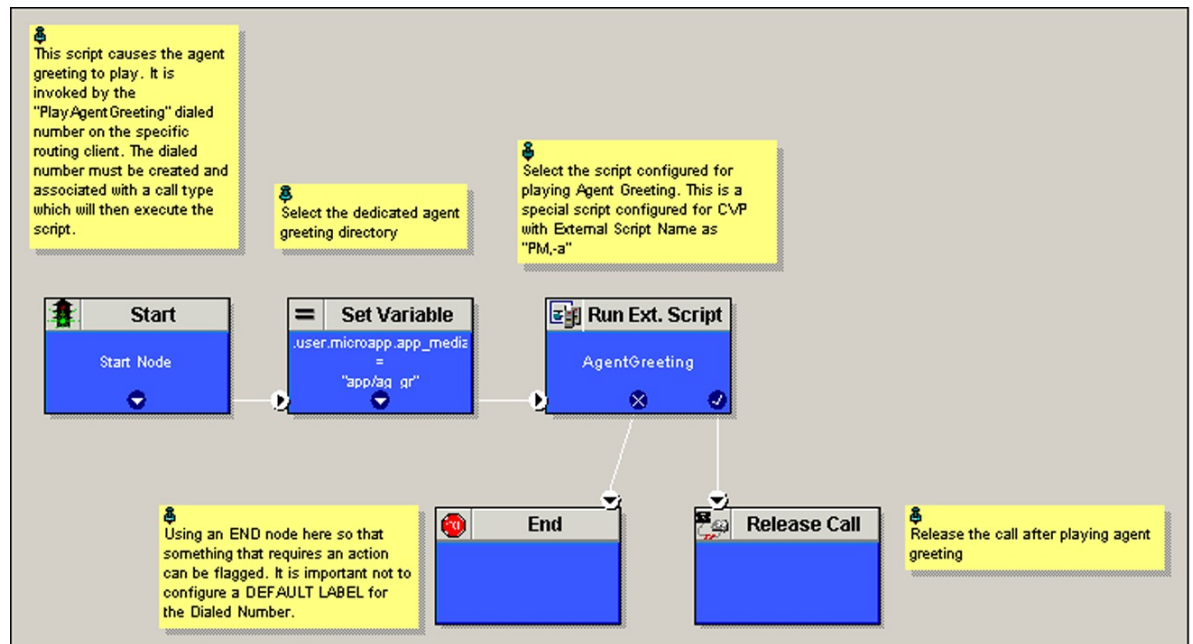 This script causes the agent
greeting to play. It is
invoked by the
"PlayAgentGreeting" dialed
number on the specific
routing client. The dialed
number must be created and
associated with a call type
which will then execute the
script.
Select the dedicated agent
greeting directory
Select the script configured for
playing Agent Greeting. This is a
special script configured for CVP
with External Script Name as
"PM,-a"
Start
Start Node
Set Variable
.user.microapp.app_media
=
"app/ag_gr"
Run Ext. Script
AgentGreeting
Using an END node here so that
something that requires an action
can be flagged. It is important not to
configure a DEFAULT LABEL for
the Dialed Number.
End
Release Call
Release the call after playing agent
greeting